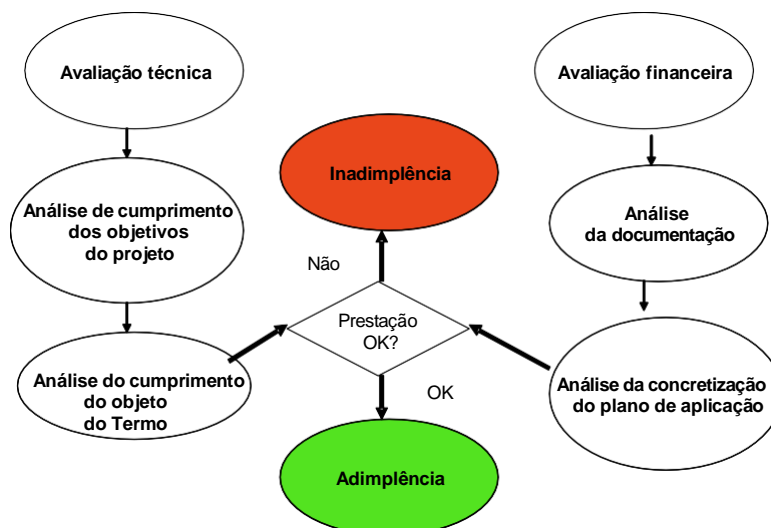 Avaliação técnica
Avaliação financeira
Inadimplência
Análise de cumprimento
dos objetivos
do projeto
Análise
da documentação
Não
Prestação
OK?
Análise do cumprimento
do objeto
do Termo
OK
Análise da concretização
do plano de aplicação
Adimplência